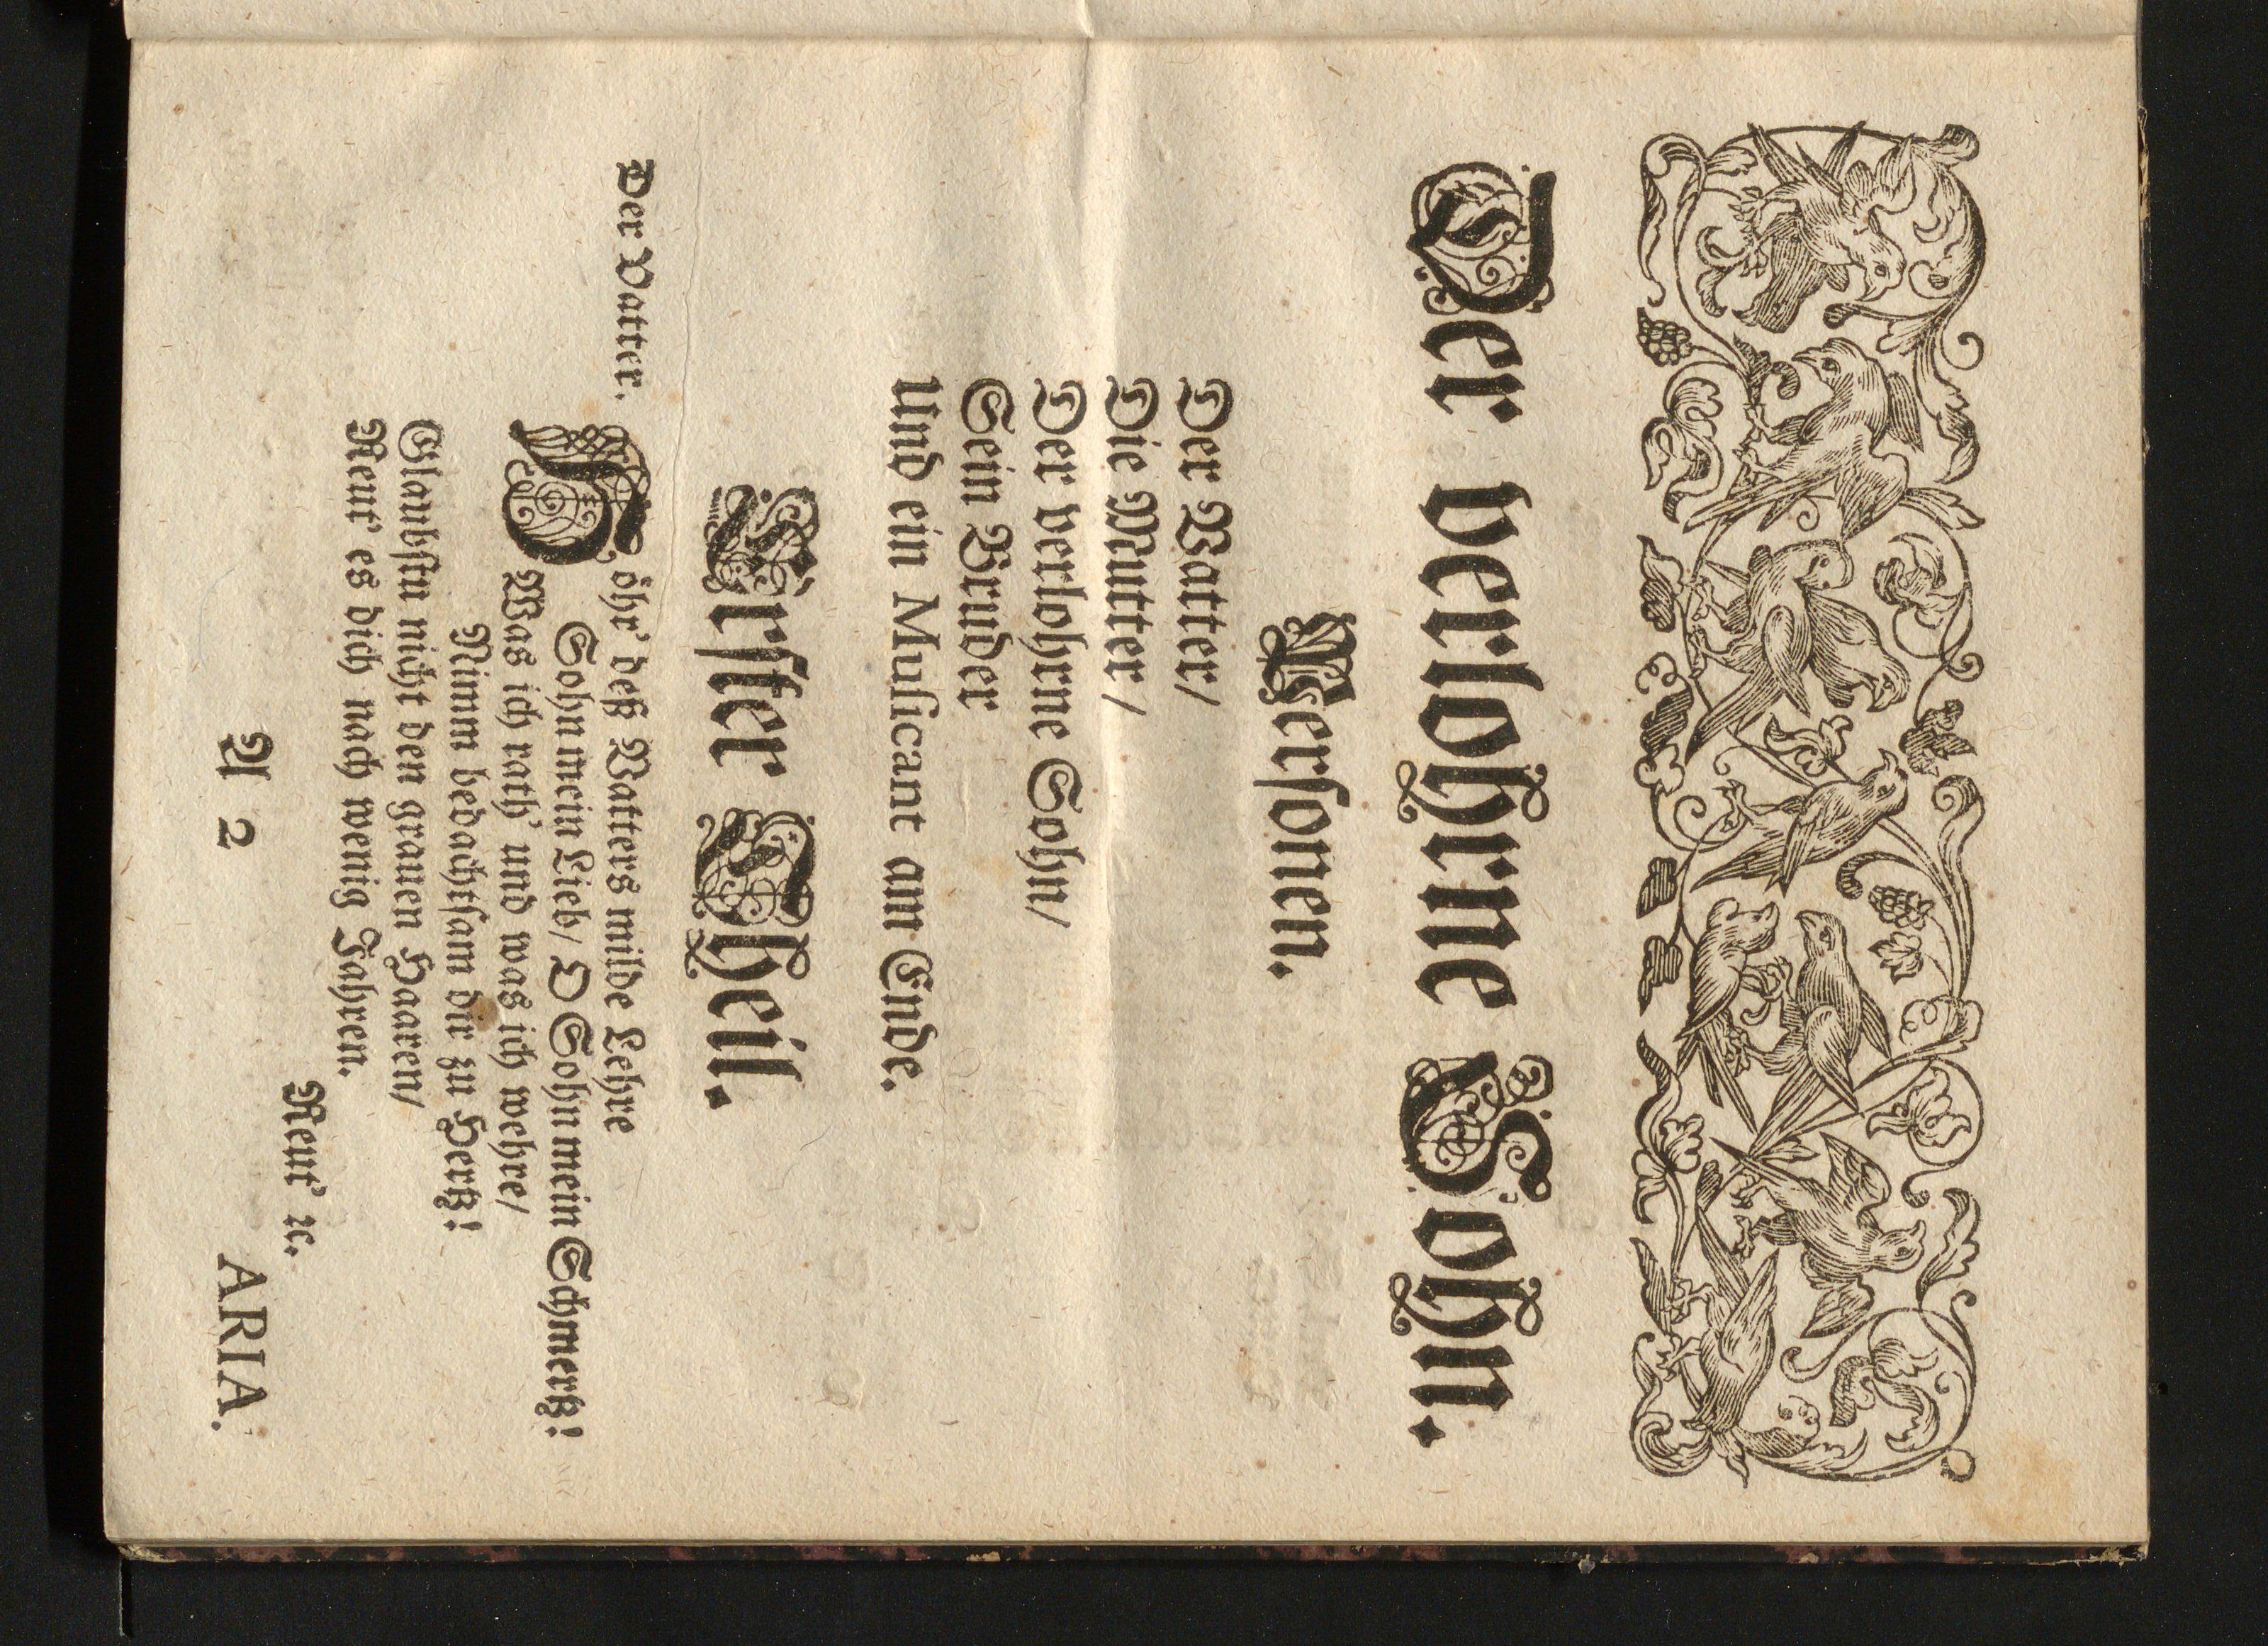 Der verlohrne Sohn.
Personen.
Der Vatter/
Die Mutter/
Der verlohrne Sohn/
Sein Bruder
Und ein Musicant am Ende.
Erster Theil.
Der Vatter. Höhr' deß Vatters milde Lehre
Sohn mein Lieb/ O Sohn mein Schmertz!
Was ich rath' und was ich wehre/
Nimm bedachtsam dir zu Hertz!
Glaubstu nicht den grauen Haaren/
Reut' es dich nach wenig Jahren.
Reut' ꝛc.
A 2
ARIA.